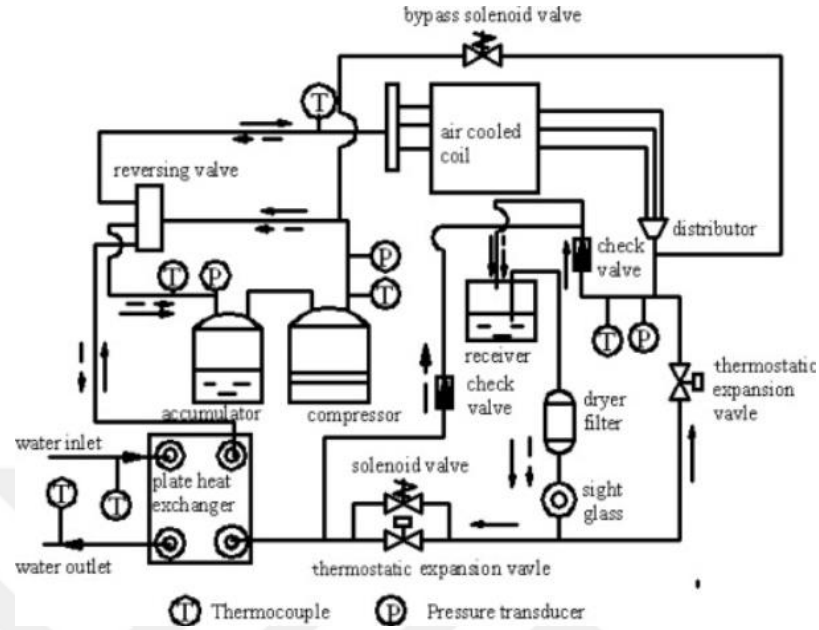 bypass solenoid valve
T
air cooled
coil
reversing valve
distributor
check
valve
P
T
P
T
T
P
receiver
thermostatic
expansion
vavle
accumulator
compressor
check
valve
dryer
filter
water inlet
solenoid valve
plate heat
exchanger
sight
glass
T
T
water outlet
thermostatic expansion vavle
T Thermocouple
P Pressure transducer